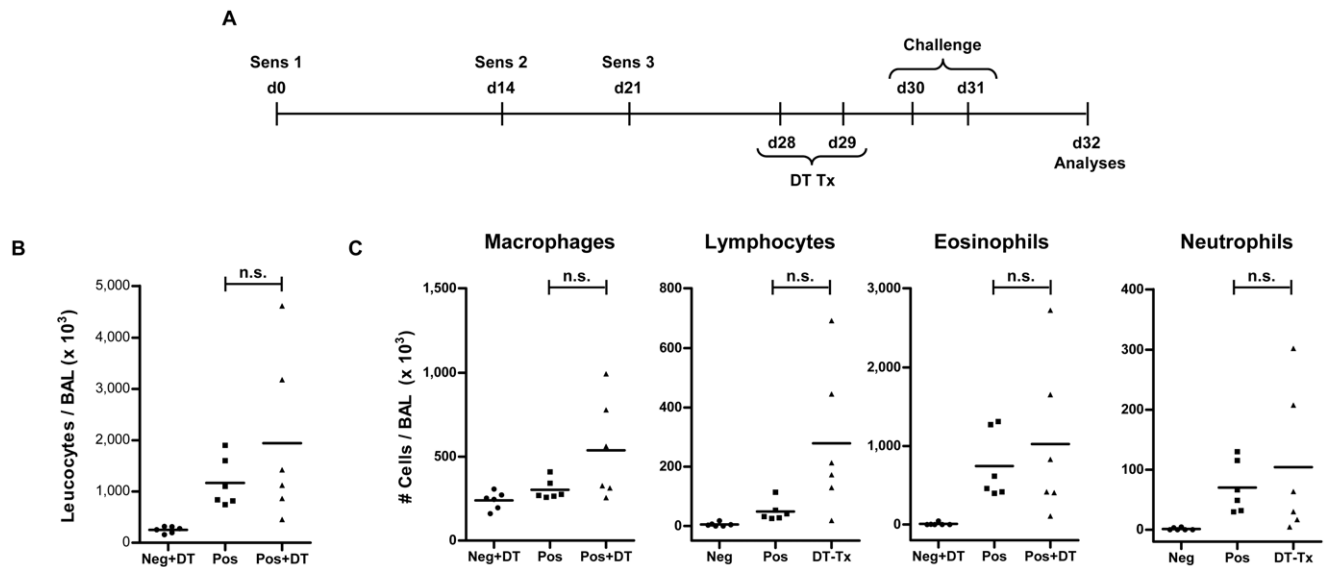 A
Sens 1 Sens 2 Sens 3 Challenge
d0 d14 d21 d30 d31
d28 d29 d32
DT Tx Analyses
B
Leucocytes / BAL (x 10³)
5,000
4,000
3,000
2,000
1,000
0
n.s.
Neg+DT Pos Pos+DT
C
# Cells / BAL (x 10³)
Macrophages
n.s.
1,500
1,000
500
0
Neg+DT Pos Pos+DT
Lymphocytes
n.s.
800
600
400
200
0
Neg Pos DT-Tx
Eosinophils
n.s.
3,000
2,000
1,000
0
Neg+DT Pos Pos+DT
Neutrophils
n.s.
400
300
200
100
0
Neg Pos DT-Tx